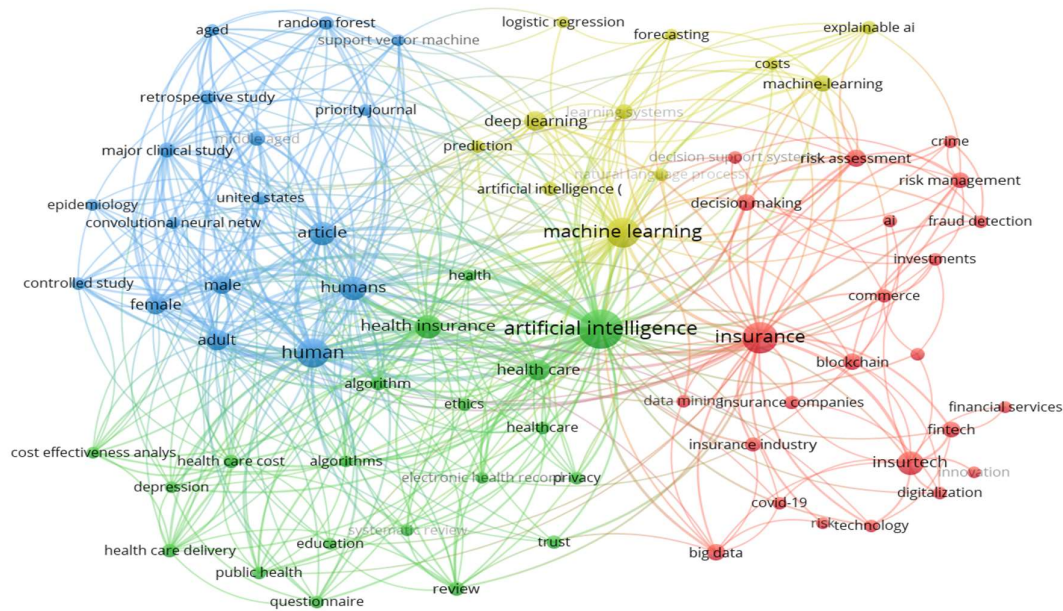 random forest
aged
support vector machine
logistic regression
forecasting
explainable ai
costs
machine-learning
retrospective study
priority journal
learning systems
deep learning
middle aged
prediction
major clinical study
crime
decision support system
risk assessment
natural language process
risk management
artificial intelligence (
united states
decision making
epidemiology
convolutional neural netw
ai
fraud detection
article
machine learning
investments
health
controlled study
male
humans
commerce
female
health insurance
artificial intelligence
insurance
adult
human
blockchain
health care
algorithm
data mining
insurance companies
ethics
financial services
healthcare
fintech
insurance industry
cost effectiveness analys
health care cost
algorithms
insurtech
innovation
electronic health record
privacy
depression
digitalization
covid-19
risk
technology
systematic review
education
trust
health care delivery
big data
public health
review
questionnaire